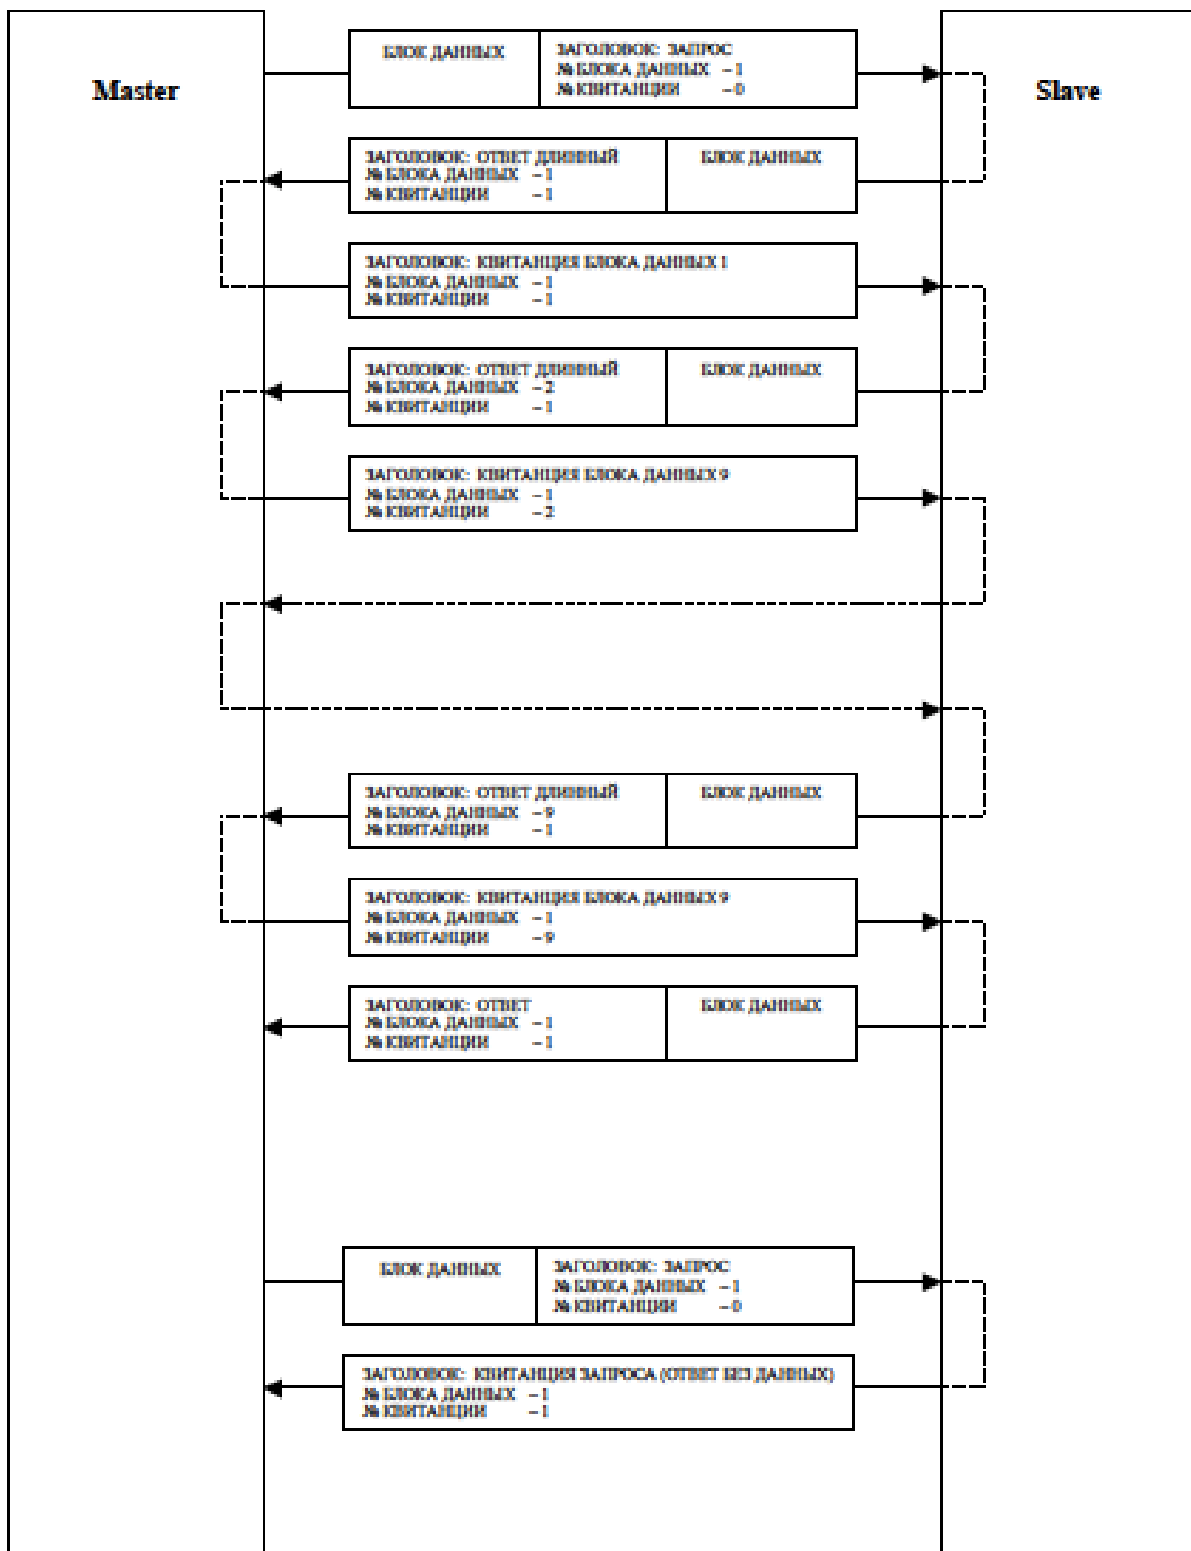 Master
Slave
БЛОК ДАННЫХ
ЗАГОЛОВОК: ЗАПРОС
№ БЛОКА ДАННЫХ – 1
№ КВИТАНЦИИ – 0
ЗАГОЛОВОК: ОТВЕТ ДЛИННЫЙ
№ БЛОКА ДАННЫХ – 1
№ КВИТАНЦИИ – 1
БЛОК ДАННЫХ
ЗАГОЛОВОК: КВИТАНЦИЯ БЛОКА ДАННЫХ 1
№ БЛОКА ДАННЫХ – 1
№ КВИТАНЦИИ – 1
ЗАГОЛОВОК: ОТВЕТ ДЛИННЫЙ
№ БЛОКА ДАННЫХ – 2
№ КВИТАНЦИИ – 1
БЛОК ДАННЫХ
ЗАГОЛОВОК: КВИТАНЦИЯ БЛОКА ДАННЫХ 9
№ БЛОКА ДАННЫХ – 1
№ КВИТАНЦИИ – 2
ЗАГОЛОВОК: ОТВЕТ ДЛИННЫЙ
№ БЛОКА ДАННЫХ – 9
№ КВИТАНЦИИ – 1
БЛОК ДАННЫХ
ЗАГОЛОВОК: КВИТАНЦИЯ БЛОКА ДАННЫХ 9
№ БЛОКА ДАННЫХ – 1
№ КВИТАНЦИИ – 9
ЗАГОЛОВОК: ОТВЕТ
№ БЛОКА ДАННЫХ – 1
№ КВИТАНЦИИ – 1
БЛОК ДАННЫХ
БЛОК ДАННЫХ
ЗАГОЛОВОК: ЗАПРОС
№ БЛОКА ДАННЫХ – 1
№ КВИТАНЦИИ – 0
ЗАГОЛОВОК: КВИТАНЦИЯ ЗАПРОСА (ОТВЕТ БЕЗ ДАННЫХ)
№ БЛОКА ДАННЫХ – 1
№ КВИТАНЦИИ – 1